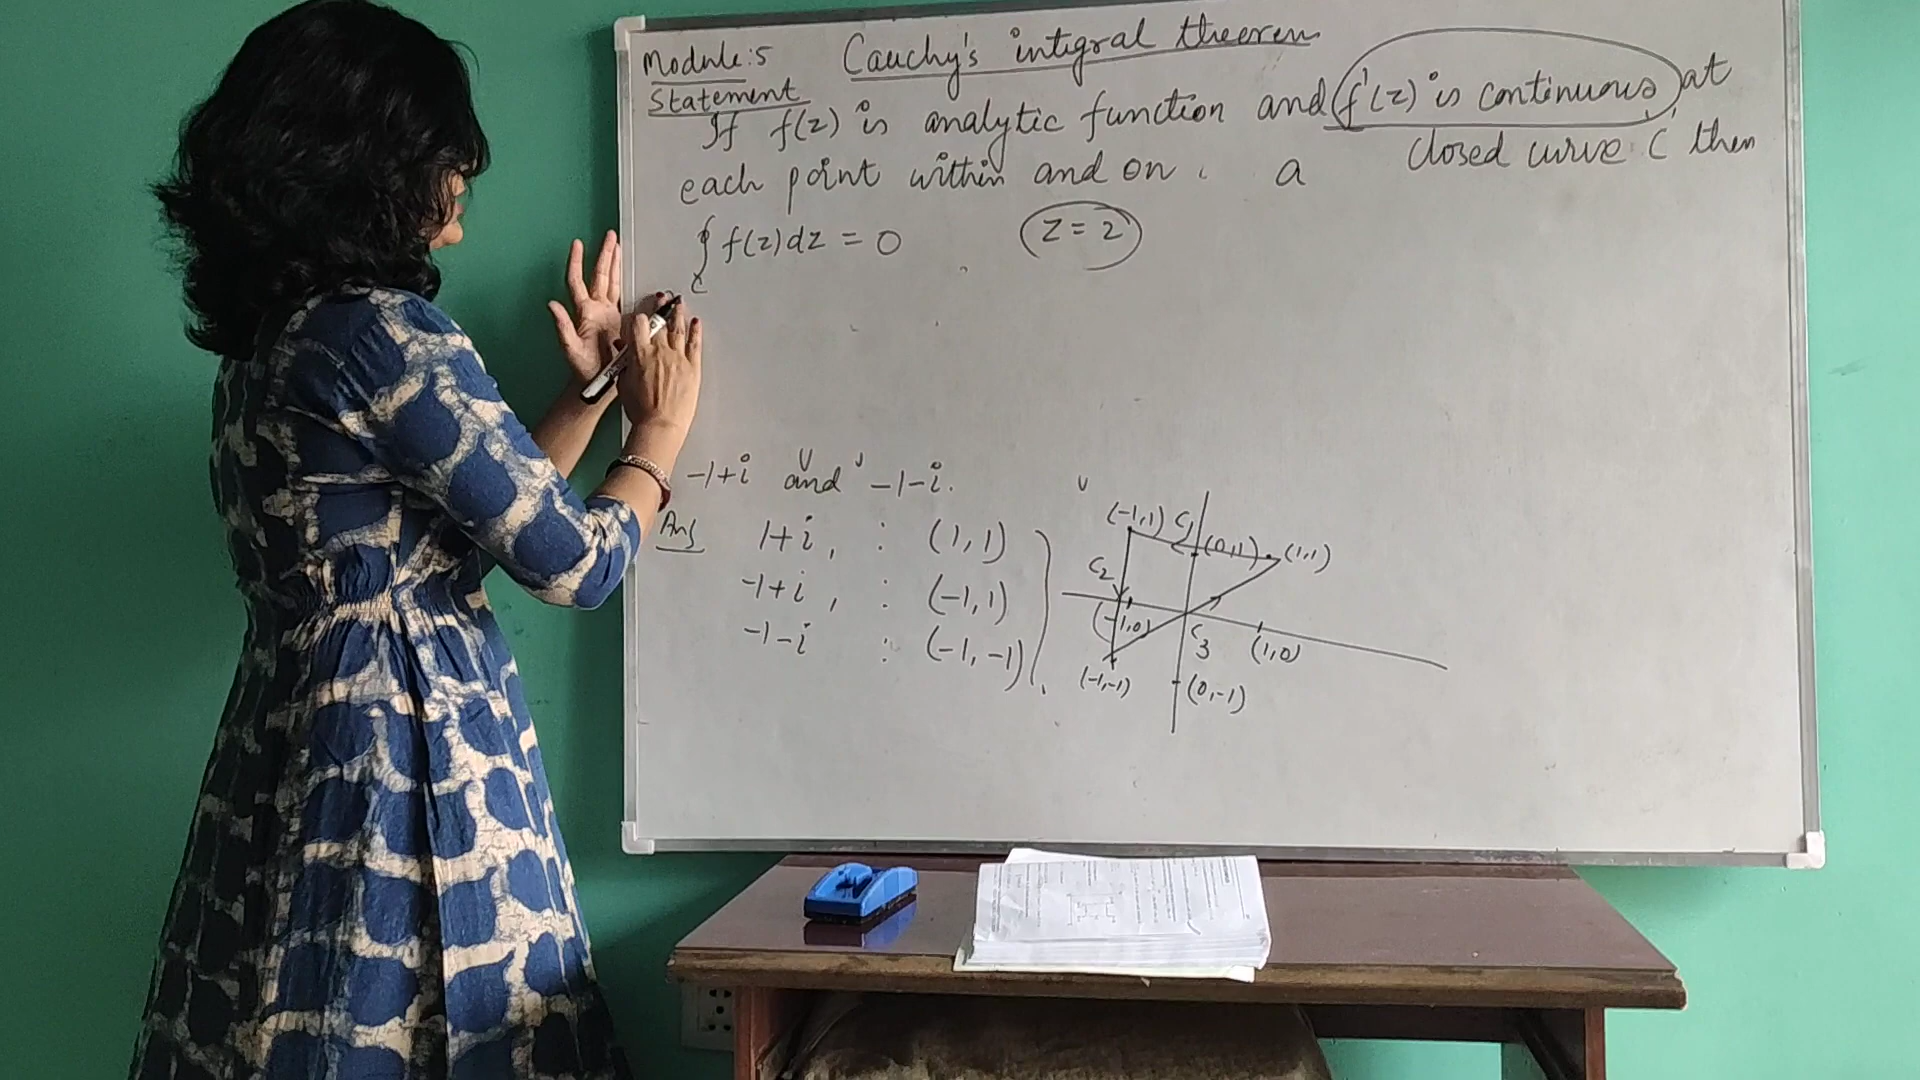 Module:5 Cauchy's integral theorem
Statement
If f(z) is analytic function and f'(z) is continuous at
each point within and on a closed curve C then
∮ f(z)dz = 0 z = 2
C
-1+i and -1-i.
Ans 1+i, : (1,1)
-1+i, : (-1,1)
-1-i : (-1,-1)
(-1,1) C1 (0,1) (1,1)
C2
(-1,0) C3 (1,0)
(-1,-1) (0,-1)